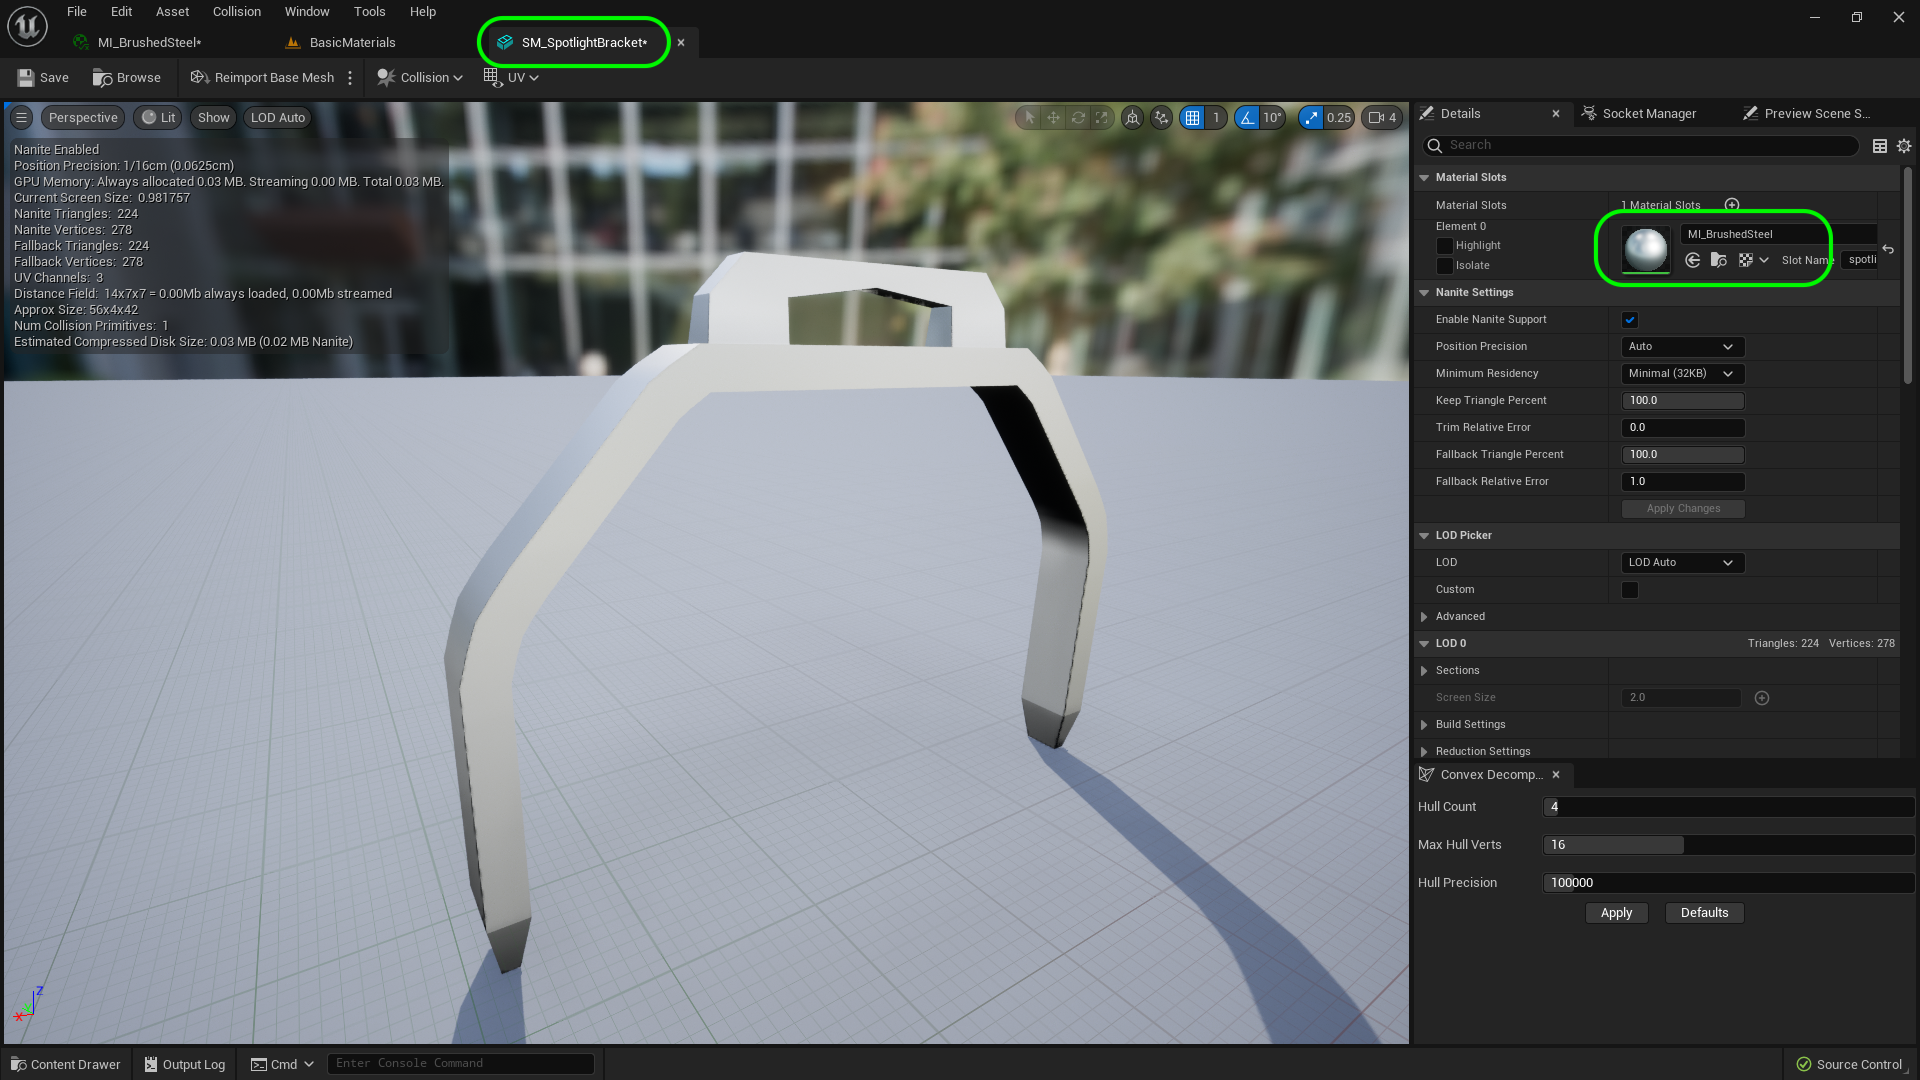 File Edit Asset Collision Window Tools Help
MI_BrushedSteel* BasicMaterials SM_SpotlightBracket*
Save Browse Reimport Base Mesh Collision UV
Perspective Lit Show LOD Auto 1 10° 0.25 4
Nanite Enabled
Position Precision: 1/16cm (0.0625cm)
GPU Memory: Always allocated 0.03 MB. Streaming 0.00 MB. Total 0.03 MB.
Current Screen Size: 0.981757
Nanite Triangles: 224
Nanite Vertices: 278
Fallback Triangles: 224
Fallback Vertices: 278
UV Channels: 3
Distance Field: 14x7x7 = 0.00Mb always loaded, 0.00Mb streamed
Approx Size: 56x4x42
Num Collision Primitives: 1
Estimated Compressed Disk Size: 0.03 MB (0.02 MB Nanite)
Z
X
Details Socket Manager Preview Scene S...
Search
Material Slots
Material Slots 1 Material Slots
Element 0 MI_BrushedSteel
Highlight
Isolate
Slot Name spotli
Nanite Settings
Enable Nanite Support
Position Precision Auto
Minimum Residency Minimal (32KB)
Keep Triangle Percent 100.0
Trim Relative Error 0.0
Fallback Triangle Percent 100.0
Fallback Relative Error 1.0
Apply Changes
LOD Picker
LOD LOD Auto
Custom
Advanced
LOD 0 Triangles: 224 Vertices: 278
Sections
Screen Size 2.0
Build Settings
Reduction Settings
Convex Decomp...
Hull Count 4
Max Hull Verts 16
Hull Precision 100000
Apply Defaults
Content Drawer Output Log Cmd Enter Console Command Source Control